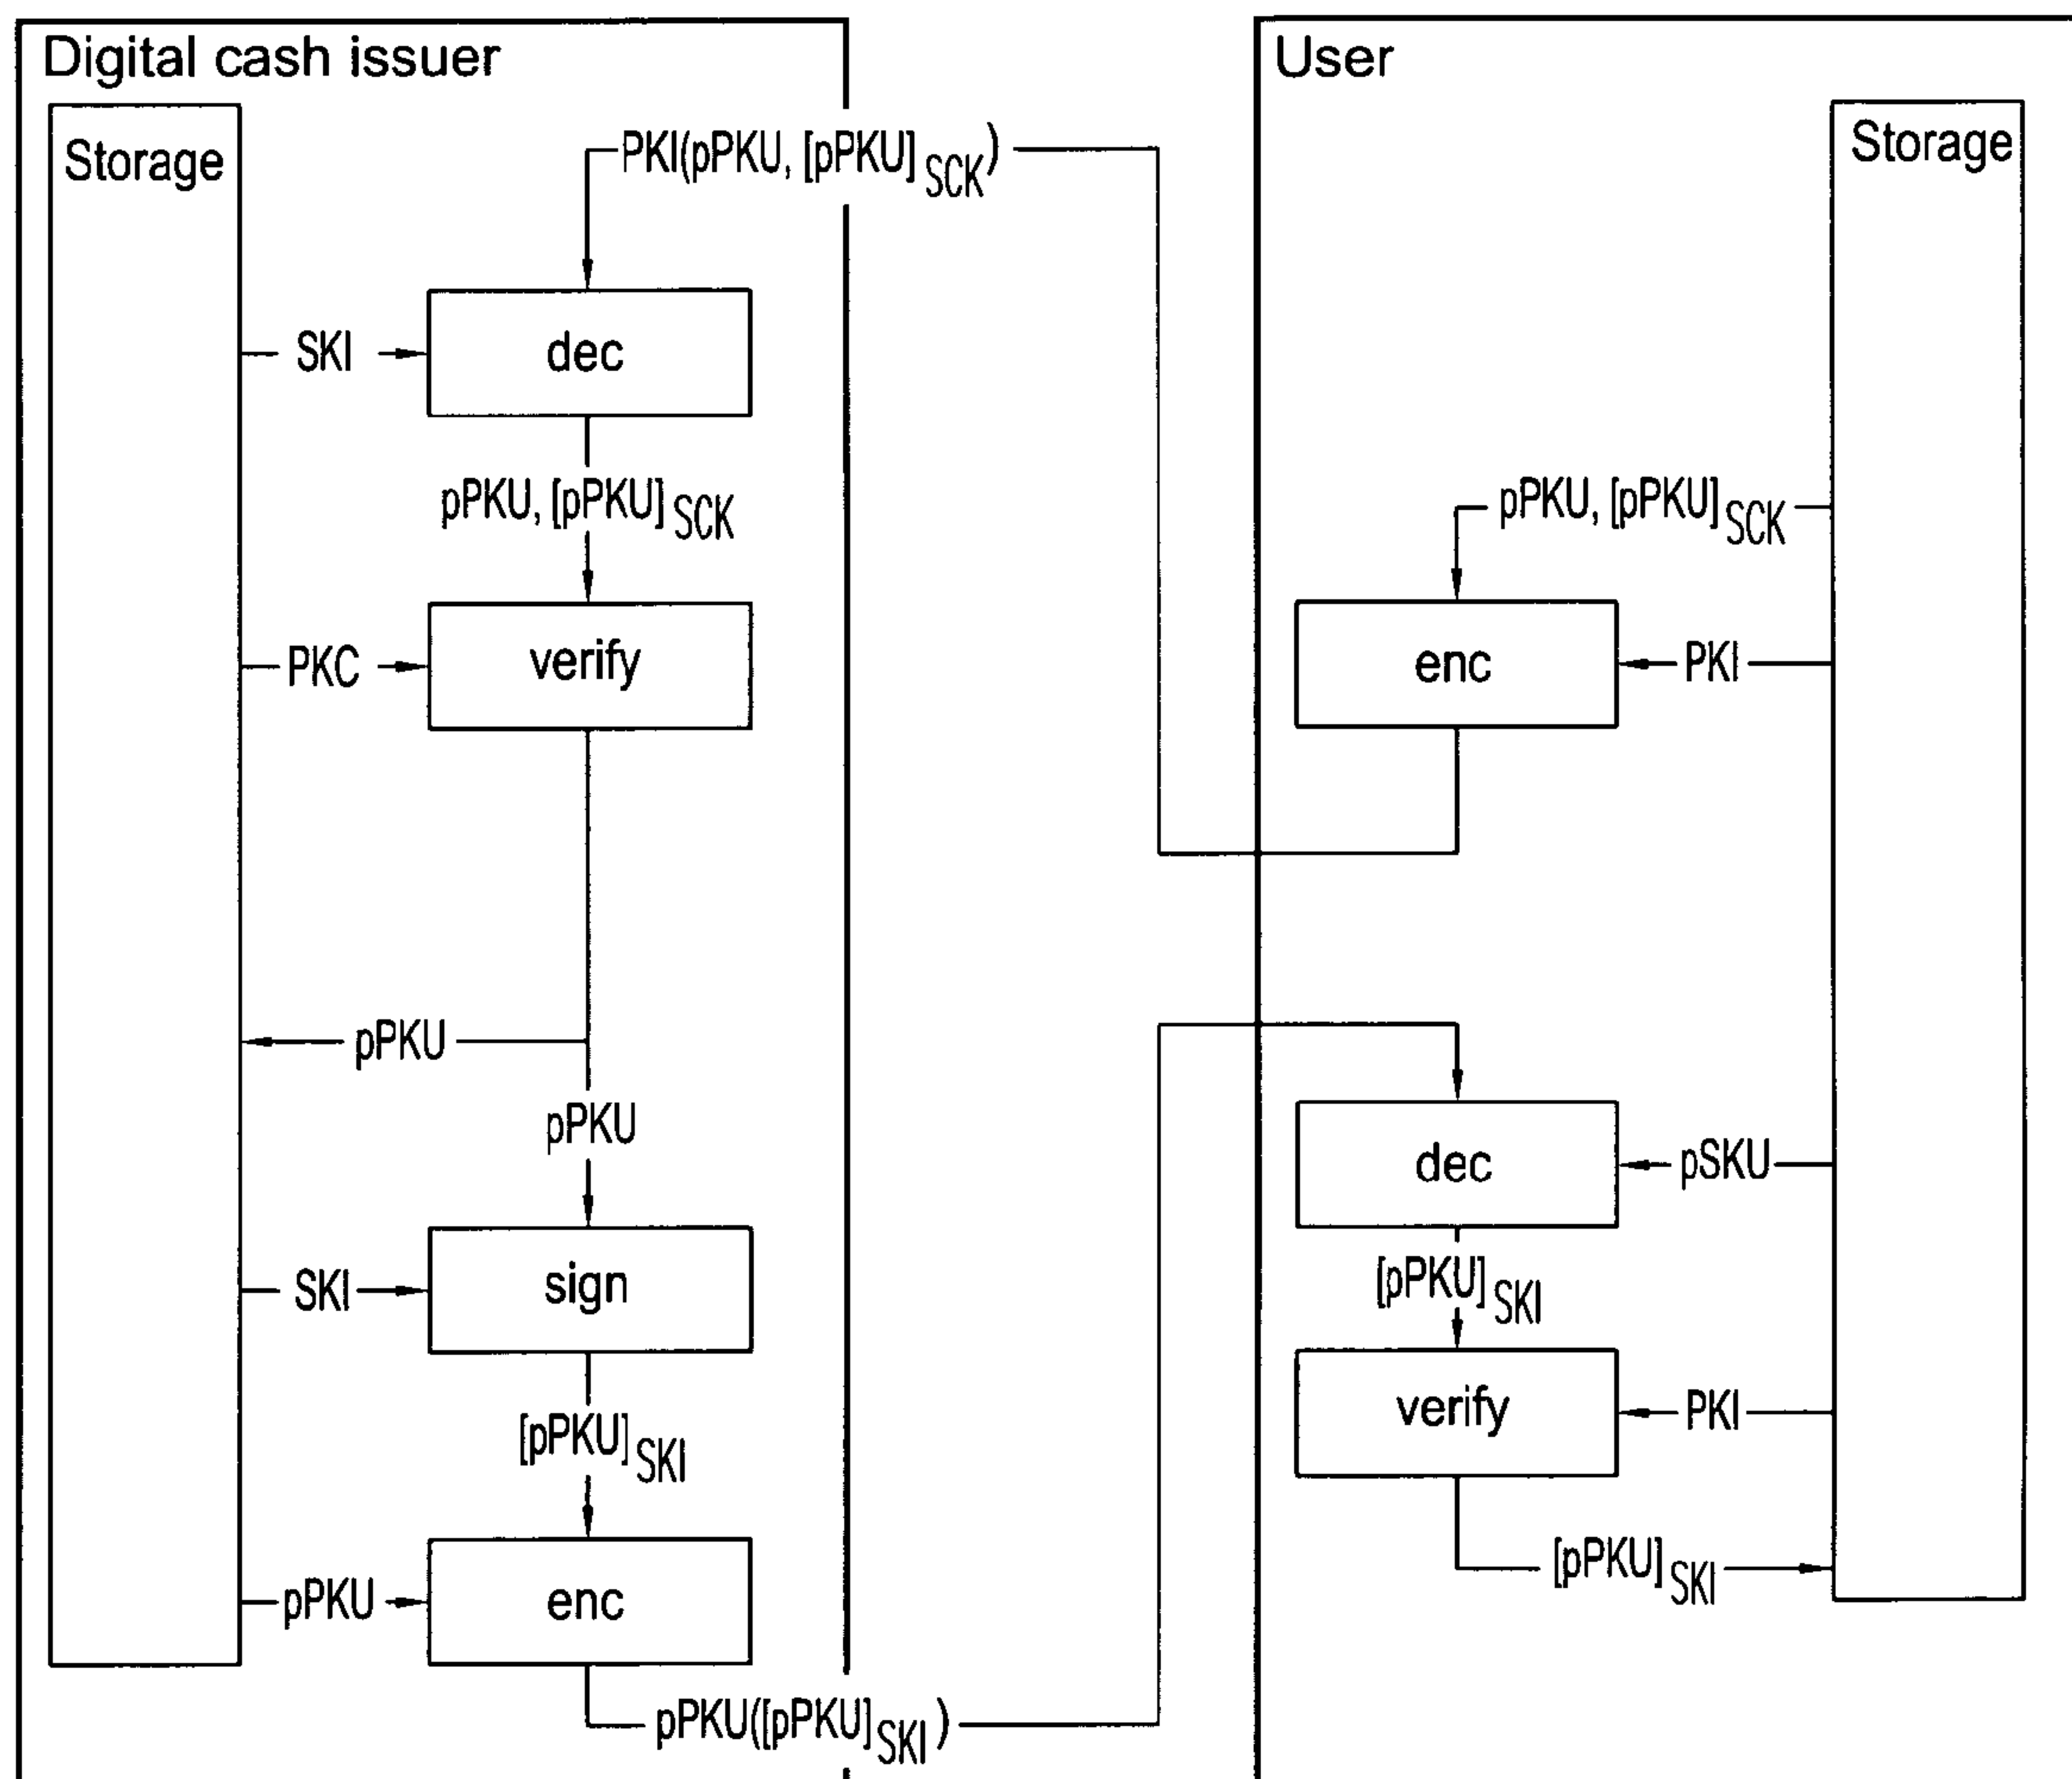 Digital cash issuer
Storage
PKI(pPKU, [pPKU]SCK)
SKI
dec
pPKU, [pPKU]SCK
PKC
verify
pPKU
pPKU
SKI
sign
[pPKU]SKI
pPKU
enc
pPKU([pPKU]SKI)
User
Storage
pPKU, [pPKU]SCK
enc
PKI
dec
pSKU
[pPKU]SKI
verify
PKI
[pPKU]SKI